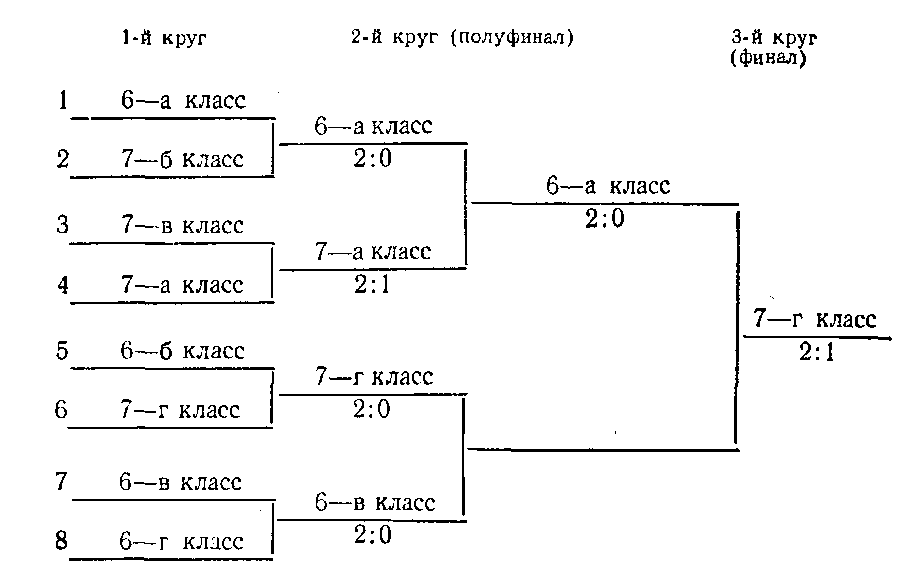 1-й круг
2-й круг (полуфинал)
3-й круг
(финал)
1 6—а класс
2 7—б класс
3 7—в класс
4 7—а класс
5 6—б класс
6 7—г класс
7 6—в класс
8 6—г класс
6—а класс
2:0
7—а класс
2:1
7—г класс
2:0
6—в класс
2:0
6—а класс
2:0
7—г класс
2:1